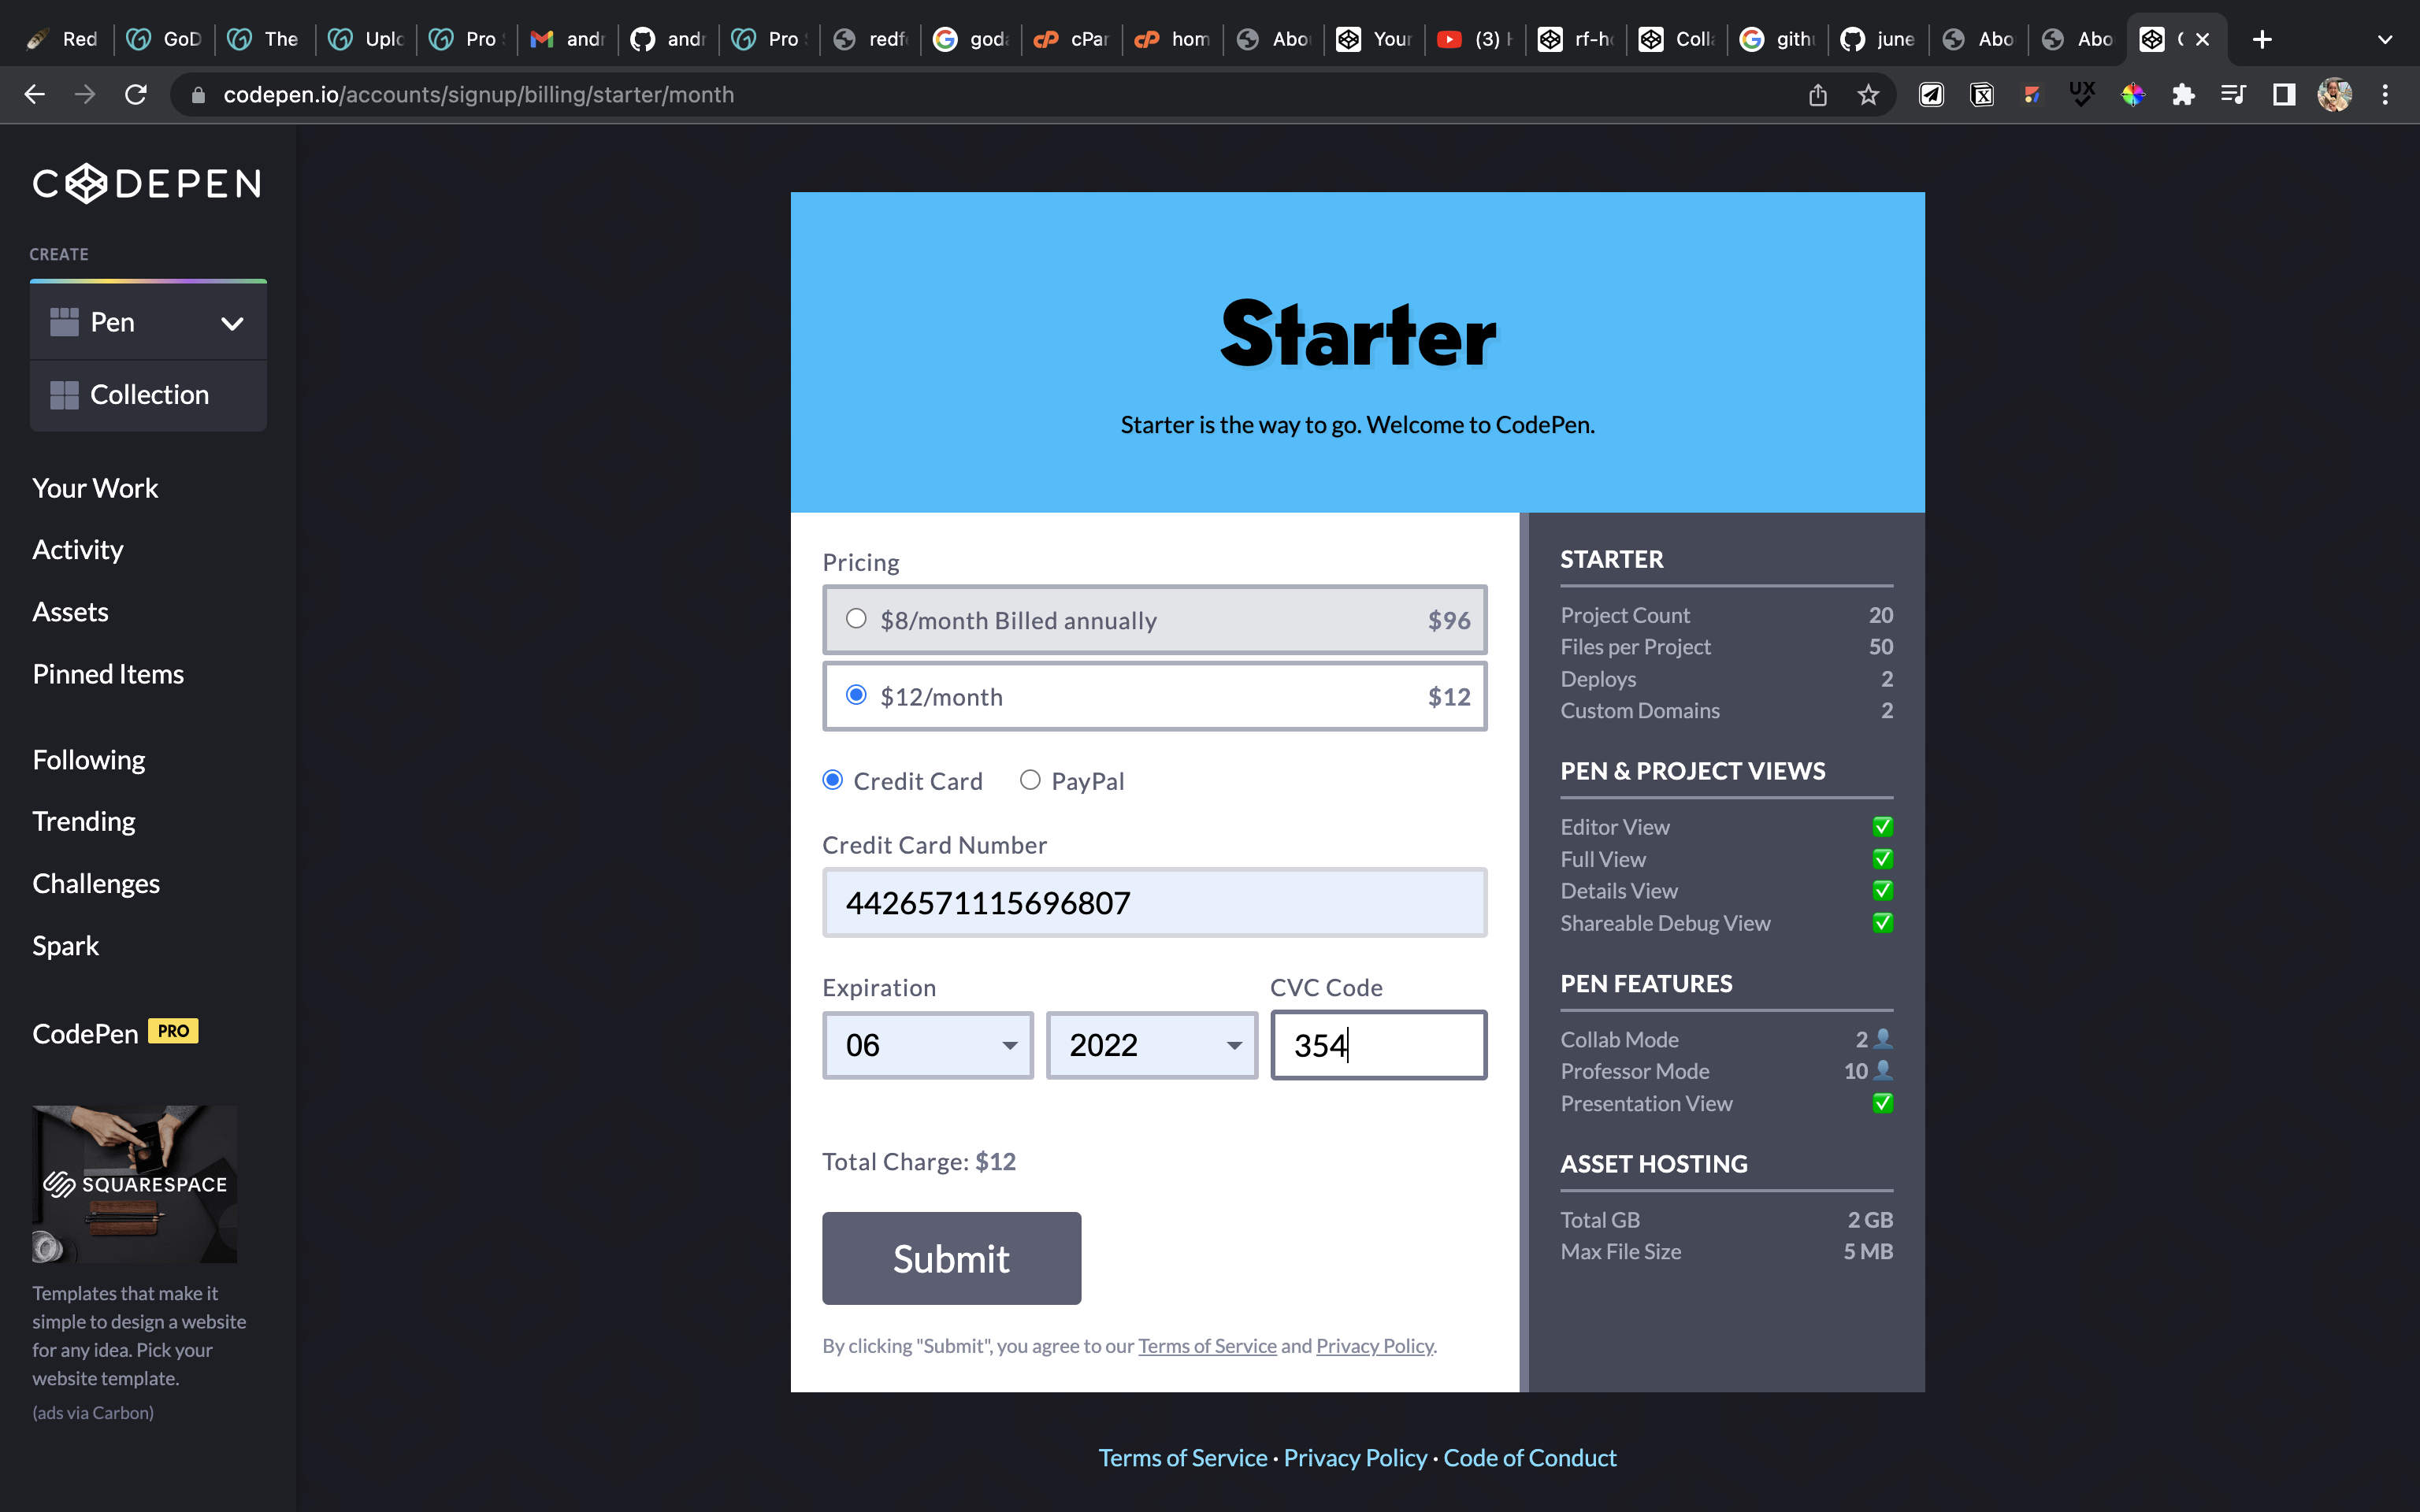 Red
GoD
The
Uplo
Pro
andr
andr
Pro
redf
goda
cPar
hom
Abo
Your
(3)
rf-h
Coll
gith
june
Abo
Abo
codepen.io/accounts/signup/billing/starter/month
UX
CODEPEN
CREATE
Pen
Collection
Your Work
Activity
Assets
Pinned Items
Following
Trending
Challenges
Spark
CodePen PRO
SQUARESPACE
Templates that make it
simple to design a website
for any idea. Pick your
website template.
(ads via Carbon)
Starter
Starter is the way to go. Welcome to CodePen.
Pricing
$8/month Billed annually $96
$12/month $12
Credit Card PayPal
Credit Card Number
[card number omitted]
Expiration CVC Code
06 2022 [CVC omitted]
Total Charge: $12
Submit
By clicking "Submit", you agree to our Terms of Service and Privacy Policy.
STARTER
Project Count 20
Files per Project 50
Deploys 2
Custom Domains 2
PEN & PROJECT VIEWS
Editor View ✅
Full View ✅
Details View ✅
Shareable Debug View ✅
PEN FEATURES
Collab Mode 2 👤
Professor Mode 10 👤
Presentation View ✅
ASSET HOSTING
Total GB 2 GB
Max File Size 5 MB
Terms of Service · Privacy Policy · Code of Conduct